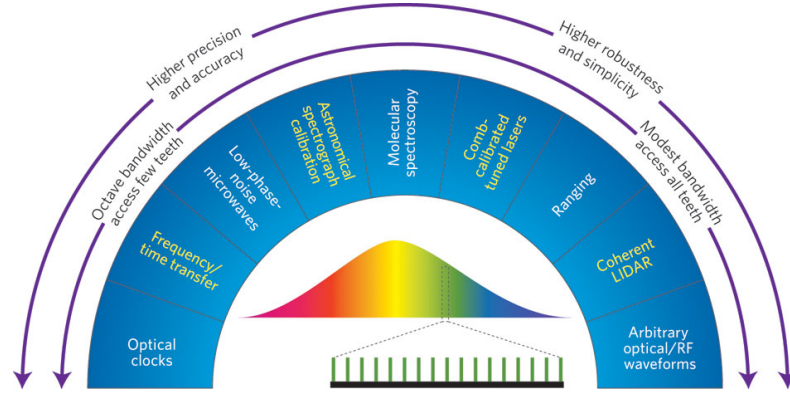 Higher precision
and accuracy
Higher robustness
and simplicity
Octave bandwidth
access few teeth
Modest bandwidth
access all teeth
Optical
clocks
Frequency/
time transfer
Low-phase-
noise
microwaves
Astronomical
spectrograph
calibration
Molecular
spectroscopy
Comb-
calibrated
tuned lasers
Ranging
Coherent
LIDAR
Arbitrary
optical/RF
waveforms